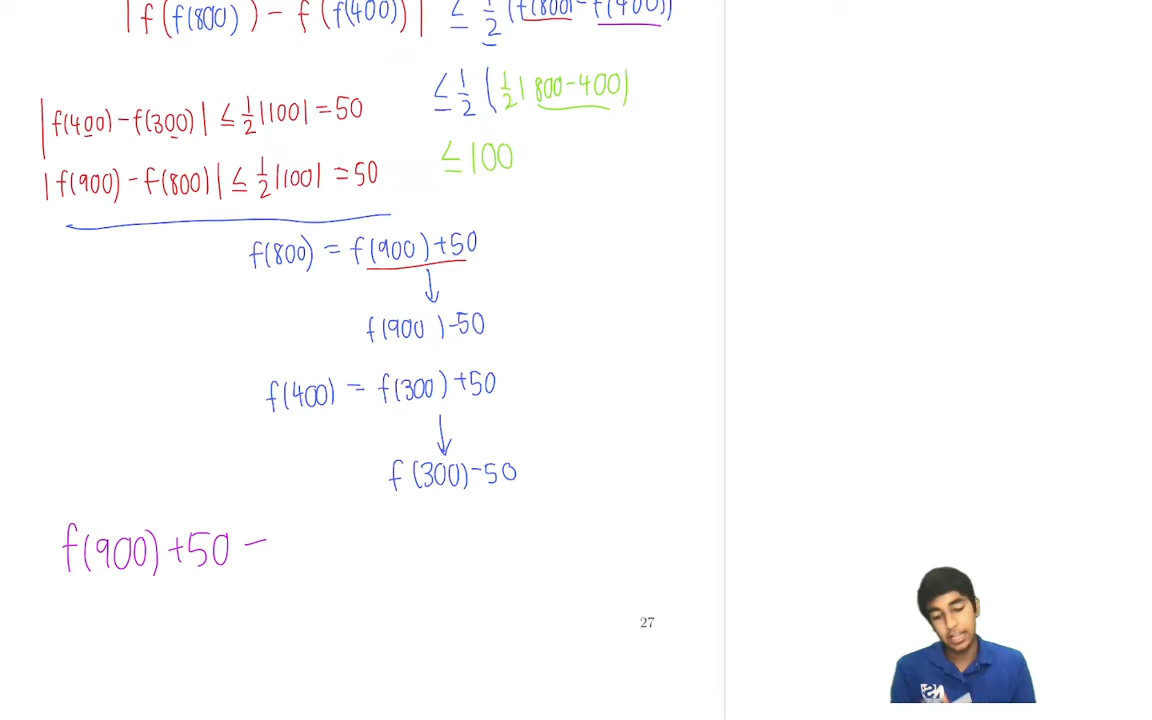 |f(f(800)) - f(f(400))| ≤ 1/2 (f(800) - f(400))
≤ 1/2 (1/2 | 800 - 400)
≤ 100
|f(400) - f(300)| ≤ 1/2 |100| = 50
|f(900) - f(800)| ≤ 1/2 |100| = 50
f(800) = f(900) + 50
f(900) - 50
f(400) = f(300) + 50
f(300) - 50
f(900) + 50 -
27